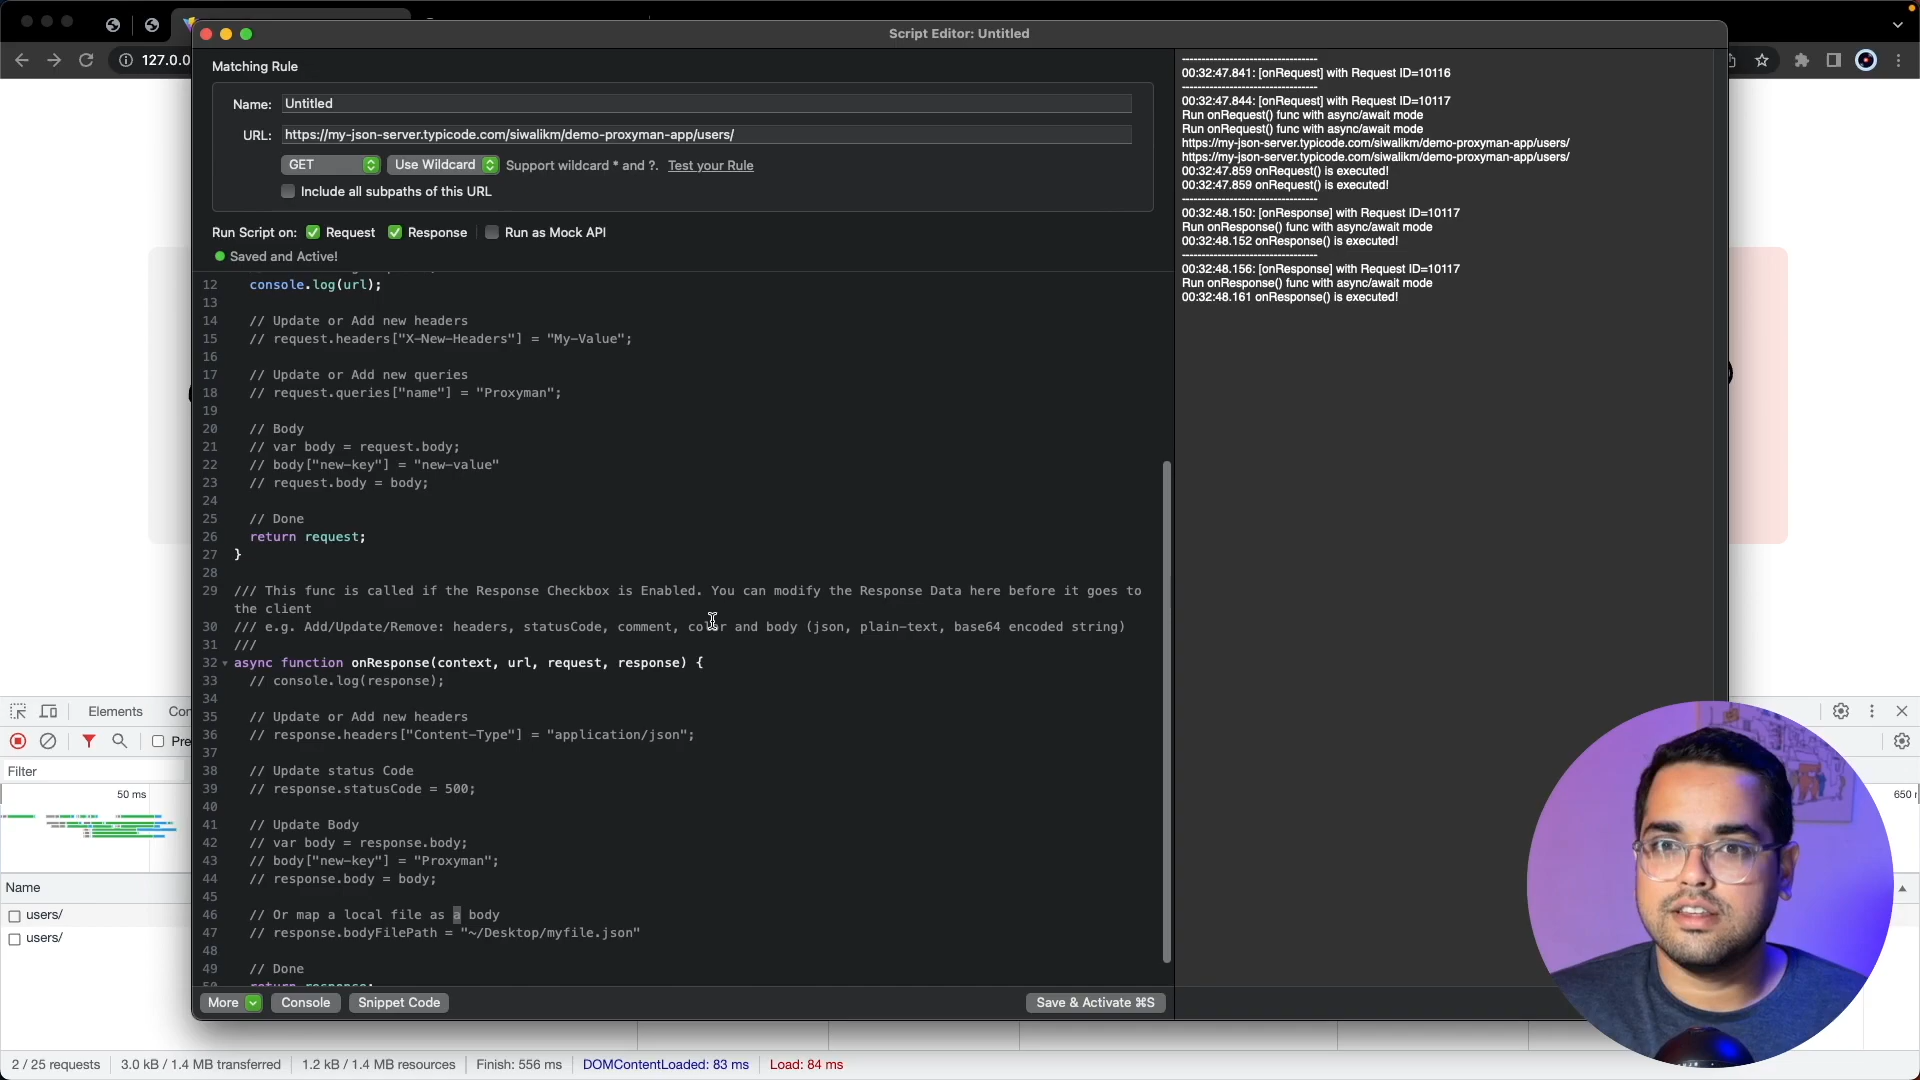 127.0.0
Script Editor: Untitled
Matching Rule
Name: Untitled
URL: https://my-json-server.typicode.com/siwalikm/demo-proxyman-app/users/
GET Use Wildcard Support wildcard * and ?. Test your Rule
Include all subpaths of this URL
Run Script on: Request Response Run as Mock API
Saved and Active!
12 console.log(url);
13
14 // Update or Add new headers
15 // request.headers["X-New-Headers"] = "My-Value";
16
17 // Update or Add new queries
18 // request.queries["name"] = "Proxyman";
19
20 // Body
21 // var body = request.body;
22 // body["new-key"] = "new-value"
23 // request.body = body;
24
25 // Done
26 return request;
27 }
28
29 /// This func is called if the Response Checkbox is Enabled. You can modify the Response Data here before it goes to
the client
30 /// e.g. Add/Update/Remove: headers, statusCode, comment, color and body (json, plain-text, base64 encoded string)
31 ///
32 async function onResponse(context, url, request, response) {
33 // console.log(response);
34
35 // Update or Add new headers
36 // response.headers["Content-Type"] = "application/json";
37
38 // Update status Code
39 // response.statusCode = 500;
40
41 // Update Body
42 // var body = response.body;
43 // body["new-key"] = "Proxyman";
44 // response.body = body;
45
46 // Or map a local file as a body
47 // response.bodyFilePath = "~/Desktop/myfile.json"
48
49 // Done
50 return response;
More Console Snippet Code Save & Activate ⌘S
----------------------------------
00:32:47.841: [onRequest] with Request ID=10116
----------------------------------
00:32:47.844: [onRequest] with Request ID=10117
Run onRequest() func with async/await mode
Run onRequest() func with async/await mode
https://my-json-server.typicode.com/siwalikm/demo-proxyman-app/users/
https://my-json-server.typicode.com/siwalikm/demo-proxyman-app/users/
00:32:47.859 onRequest() is executed!
00:32:47.859 onRequest() is executed!
----------------------------------
00:32:48.150: [onResponse] with Request ID=10117
Run onResponse() func with async/await mode
00:32:48.152 onResponse() is executed!
----------------------------------
00:32:48.156: [onResponse] with Request ID=10117
Run onResponse() func with async/await mode
00:32:48.161 onResponse() is executed!
Elements Con
Pre
Filter
50 ms
650 
Name
users/
users/
2 / 25 requests 3.0 kB / 1.4 MB transferred 1.2 kB / 1.4 MB resources Finish: 556 ms DOMContentLoaded: 83 ms Load: 84 ms